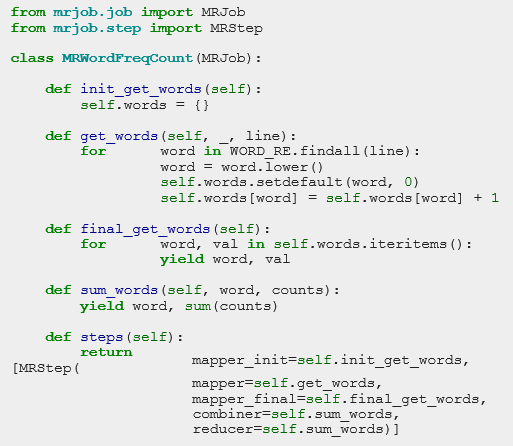 from mrjob.job import MRJob
from mrjob.step import MRStep
class MRWordFreqCount(MRJob):
def init_get_words(self):
self.words = {}
def get_words(self, _, line):
for word in WORD_RE.findall(line):
word = word.lower()
self.words.setdefault(word, 0)
self.words[word] = self.words[word] + 1
def final_get_words(self):
for word, val in self.words.iteritems():
yield word, val
def sum_words(self, word, counts):
yield word, sum(counts)
def steps(self):
return
[MRStep( mapper_init=self.init_get_words,
mapper=self.get_words,
mapper_final=self.final_get_words,
combiner=self.sum_words,
reducer=self.sum_words)]